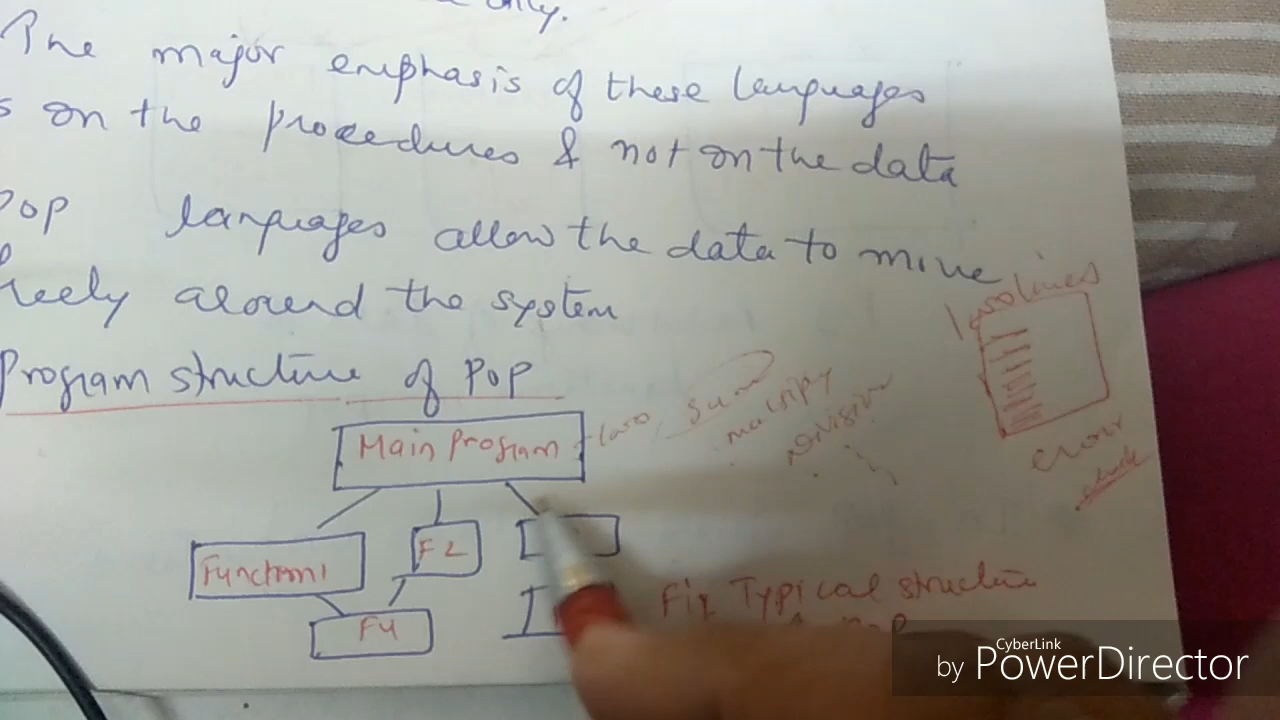 only.
The major emphasis of these languages
s on the procedures & not on the data
POP languages allow the data to move
reely around the system
Program structure of POP
Main Program
sum
multiply
division
error
Function1
F2
F4
Fig Typical structure
CyberLink
by PowerDirector